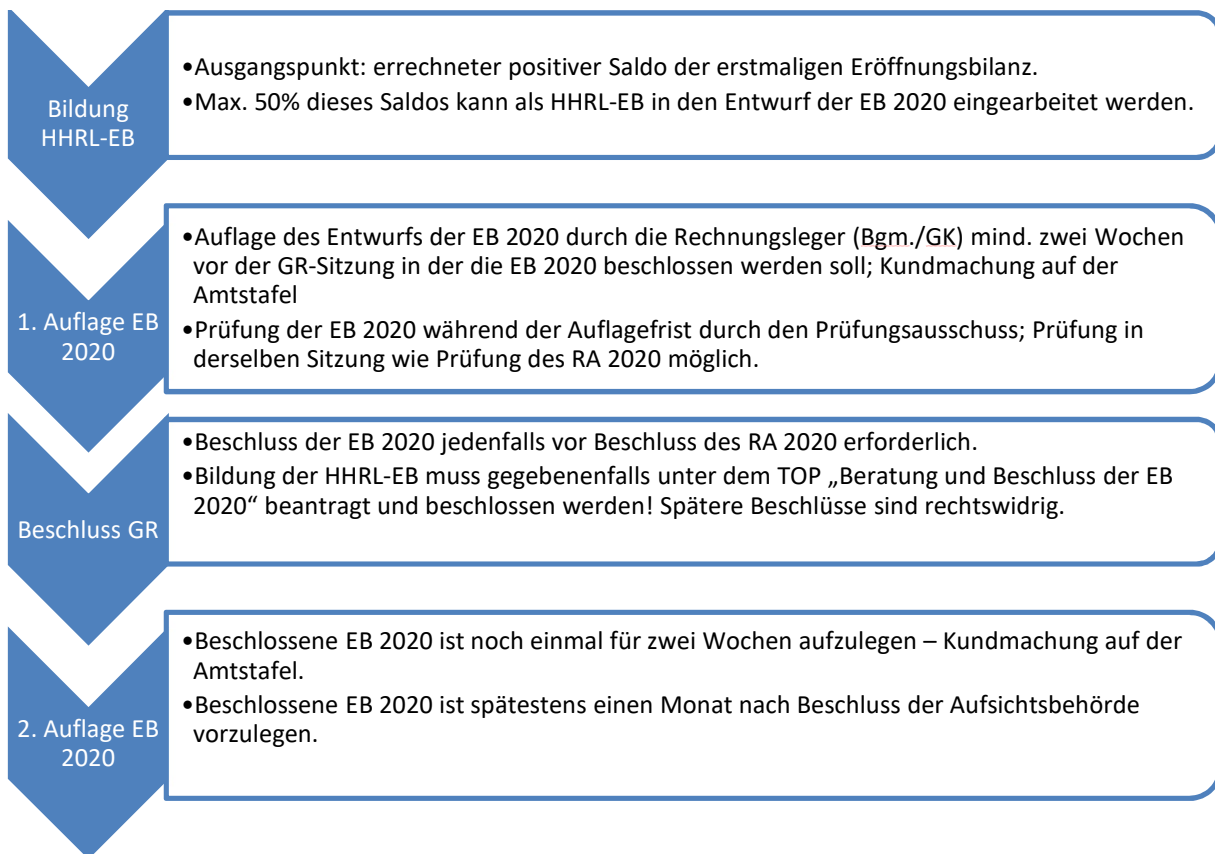 Bildung
HHRL-EB
•Ausgangspunkt: errechneter positiver Saldo der erstmaligen Eröffnungsbilanz.
•Max. 50% dieses Saldos kann als HHRL-EB in den Entwurf der EB 2020 eingearbeitet werden.
1. Auflage EB
2020
•Auflage des Entwurfs der EB 2020 durch die Rechnungsleger (Bgm./GK) mind. zwei Wochen
vor der GR-Sitzung in der die EB 2020 beschlossen werden soll; Kundmachung auf der
Amtstafel
•Prüfung der EB 2020 während der Auflagefrist durch den Prüfungsausschuss; Prüfung in
derselben Sitzung wie Prüfung des RA 2020 möglich.
Beschluss GR
•Beschluss der EB 2020 jedenfalls vor Beschluss des RA 2020 erforderlich.
•Bildung der HHRL-EB muss gegebenenfalls unter dem TOP „Beratung und Beschluss der EB
2020“ beantragt und beschlossen werden! Spätere Beschlüsse sind rechtswidrig.
2. Auflage EB
2020
•Beschlossene EB 2020 ist noch einmal für zwei Wochen aufzulegen – Kundmachung auf der
Amtstafel.
•Beschlossene EB 2020 ist spätestens einen Monat nach Beschluss der Aufsichtsbehörde
vorzulegen.